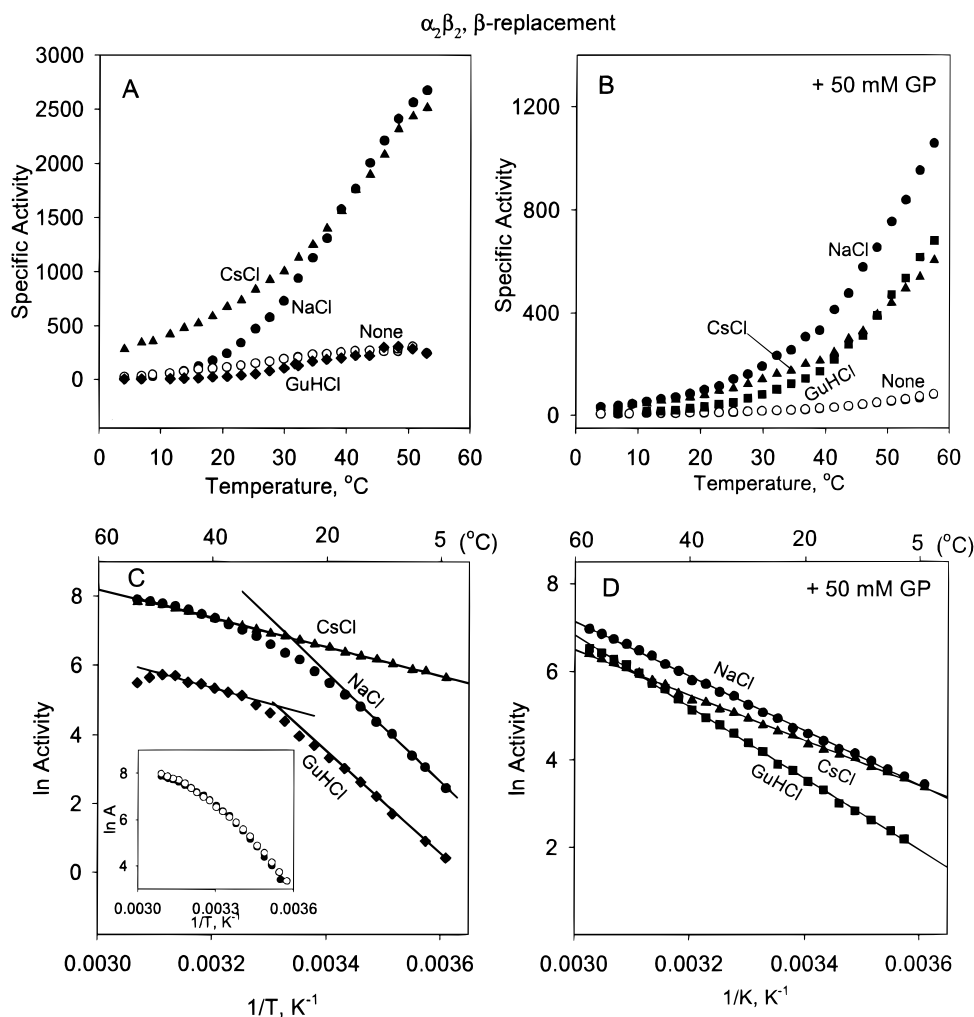 α₂β₂, β-replacement
A
3000
2500
2000
1500
1000
500
0
Specific Activity
CsCl
NaCl
None
GuHCl
0 10 20 30 40 50 60
Temperature, °C
B
+ 50 mM GP
1200
800
400
0
Specific Activity
NaCl
CsCl
GuHCl
None
0 10 20 30 40 50 60
Temperature, °C
60 40 20 5 (°C)
C
8
6
4
2
0
ln Activity
CsCl
NaCl
GuHCl
8
6
4
ln A
0.0030 0.0033 0.0036
1/T, K⁻¹
0.0030 0.0032 0.0034 0.0036
1/T, K⁻¹
60 40 20 5 (°C)
D
+ 50 mM GP
8
6
4
2
ln Activity
NaCl
CsCl
GuHCl
0.0030 0.0032 0.0034 0.0036
1/K, K⁻¹